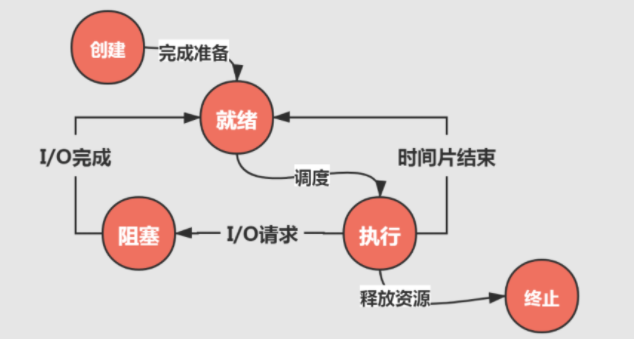 创建
完成准备
就绪
I/O完成
时间片结束
调度
阻塞
I/O请求
执行
释放资源
终止